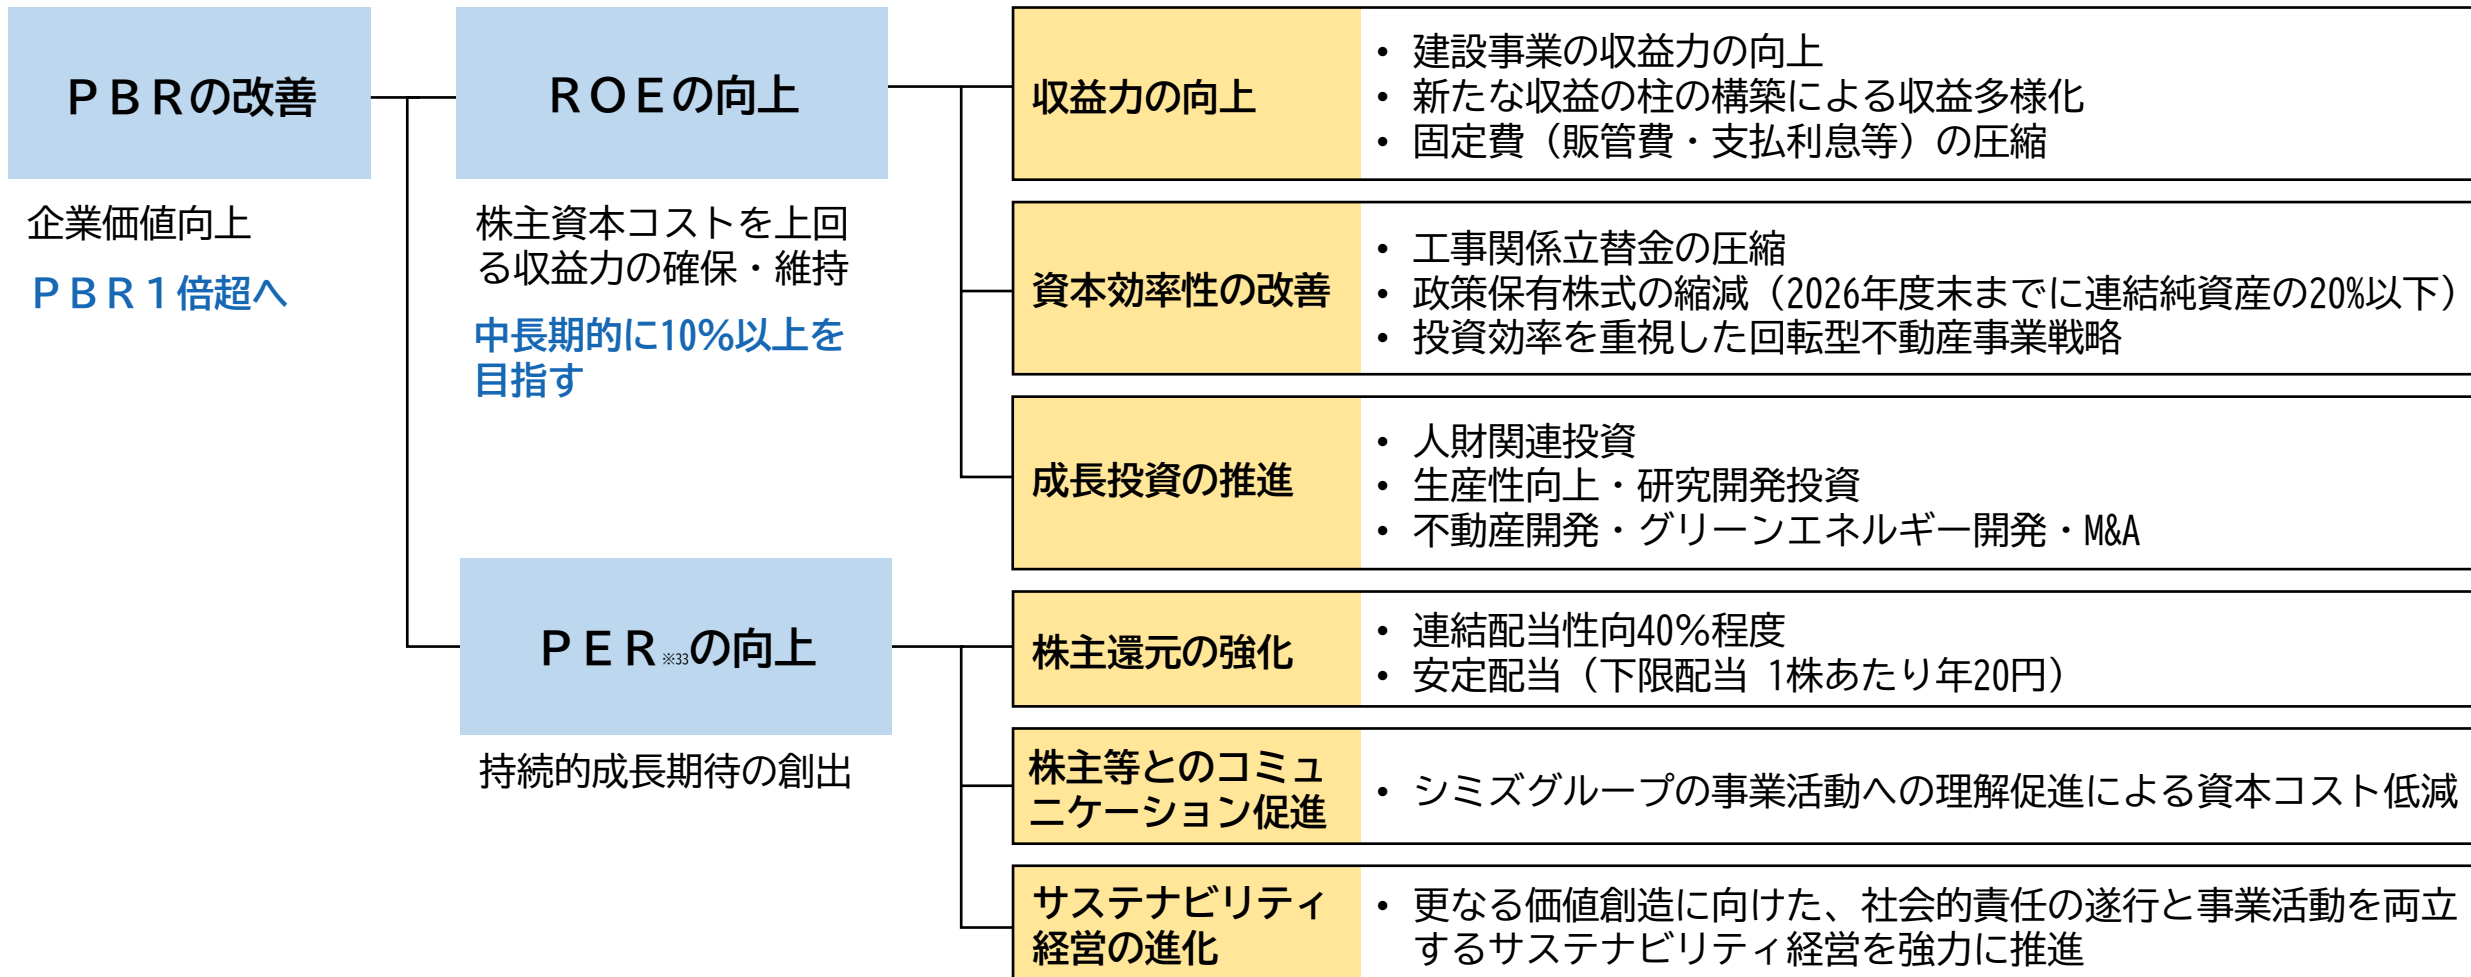 ＰＢＲの改善
企業価値向上
ＰＢＲ１倍超へ
ＲＯＥの向上
株主資本コストを上回
る収益力の確保・維持
中長期的に10%以上を
目指す
収益力の向上
• 建設事業の収益力の向上
• 新たな収益の柱の構築による収益多様化
• 固定費（販管費・支払利息等）の圧縮
資本効率性の改善
• 工事関係立替金の圧縮
• 政策保有株式の縮減（2026年度末までに連結純資産の20%以下）
• 投資効率を重視した回転型不動産事業戦略
成長投資の推進
• 人財関連投資
• 生産性向上・研究開発投資
• 不動産開発・グリーンエネルギー開発・M&A
ＰＥＲ※33の向上
持続的成長期待の創出
株主還元の強化
• 連結配当性向40%程度
• 安定配当（下限配当 1株あたり年20円）
株主等とのコミュ
ニケーション促進
• シミズグループの事業活動への理解促進による資本コスト低減
サステナビリティ
経営の進化
• 更なる価値創造に向けた、社会的責任の遂行と事業活動を両立
するサステナビリティ経営を強力に推進